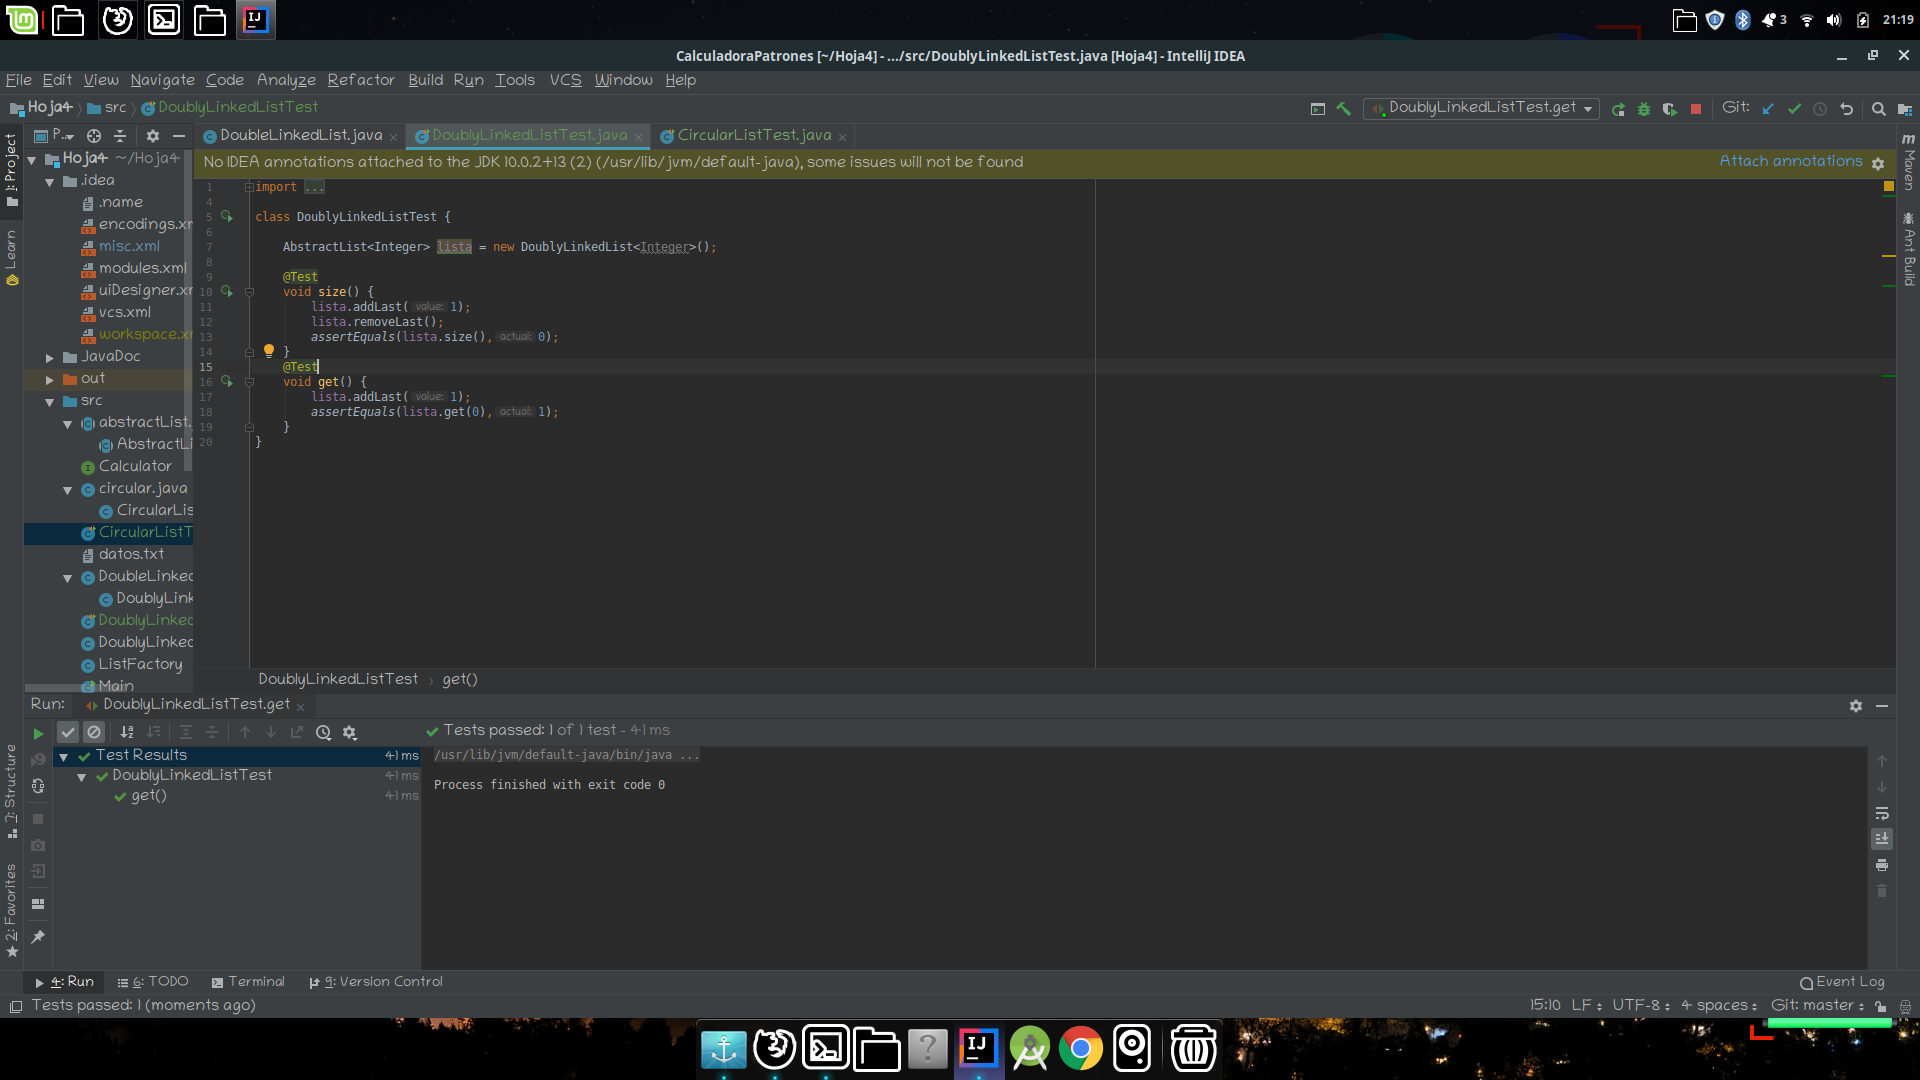 IJ
3
21:19
CalculadoraPatrones [~/Hoja4] - .../src/DoublyLinkedListTest.java [Hoja4] - IntelliJ IDEA
File Edit View Navigate Code Analyze Refactor Build Run Tools VCS Window Help
Hoja4 src DoublyLinkedListTest
DoublyLinkedListTest.get
Git:
1: Project
Learn
7: Structure
2: Favorites
P..
DoubleLinkedList.java
DoublyLinkedListTest.java
CircularListTest.java
No IDEA annotations attached to the JDK 10.0.2+13 (2) (/usr/lib/jvm/default-java), some issues will not be found
Attach annotations
m Maven
Ant Build
Hoja4 ~/Hoja4
.idea
.name
encodings.xm
misc.xml
modules.xml
uiDesigner.xm
vcs.xml
workspace.xm
JavaDoc
out
src
abstractList.
AbstractLi
Calculator
circular.java
CircularLis
CircularListT
datos.txt
DoubleLinked
DoublyLink
DoublyLinked
DoublyLinked
ListFactory
Main
1 import ...
4
5 class DoublyLinkedListTest {
6
7 AbstractList<Integer> lista = new DoublyLinkedList<Integer>();
8
9 @Test
10 void size() {
11 lista.addLast( value: 1);
12 lista.removeLast();
13 assertEquals(lista.size(), actual: 0);
14 }
15 @Test
16 void get() {
17 lista.addLast( value: 1);
18 assertEquals(lista.get(0), actual: 1);
19 }
20 }
DoublyLinkedListTest › get()
Run: DoublyLinkedListTest.get
Tests passed: 1 of 1 test – 41 ms
Test Results 41 ms
DoublyLinkedListTest 41 ms
get() 41 ms
/usr/lib/jvm/default-java/bin/java ...
Process finished with exit code 0
4: Run
6: TODO
Terminal
9: Version Control
Event Log
Tests passed: 1 (moments ago)
15:10 LF UTF-8 4 spaces Git: master
IJ